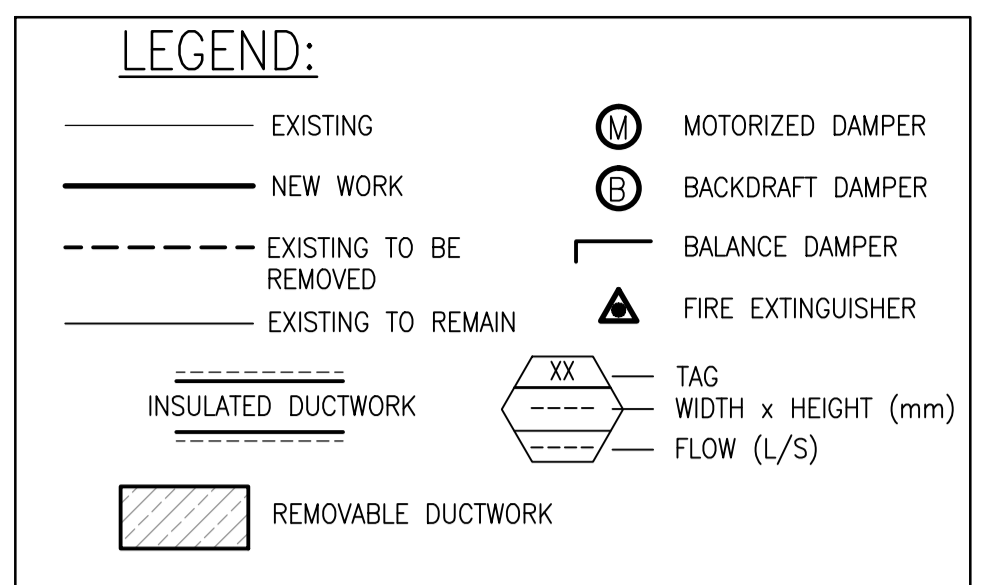 LEGEND:
EXISTING
NEW WORK
EXISTING TO BE
REMOVED
EXISTING TO REMAIN
INSULATED DUCTWORK
REMOVABLE DUCTWORK
M
MOTORIZED DAMPER
B
BACKDRAFT DAMPER
BALANCE DAMPER
FIRE EXTINGUISHER
XX
TAG
WIDTH x HEIGHT (mm)
FLOW (L/S)